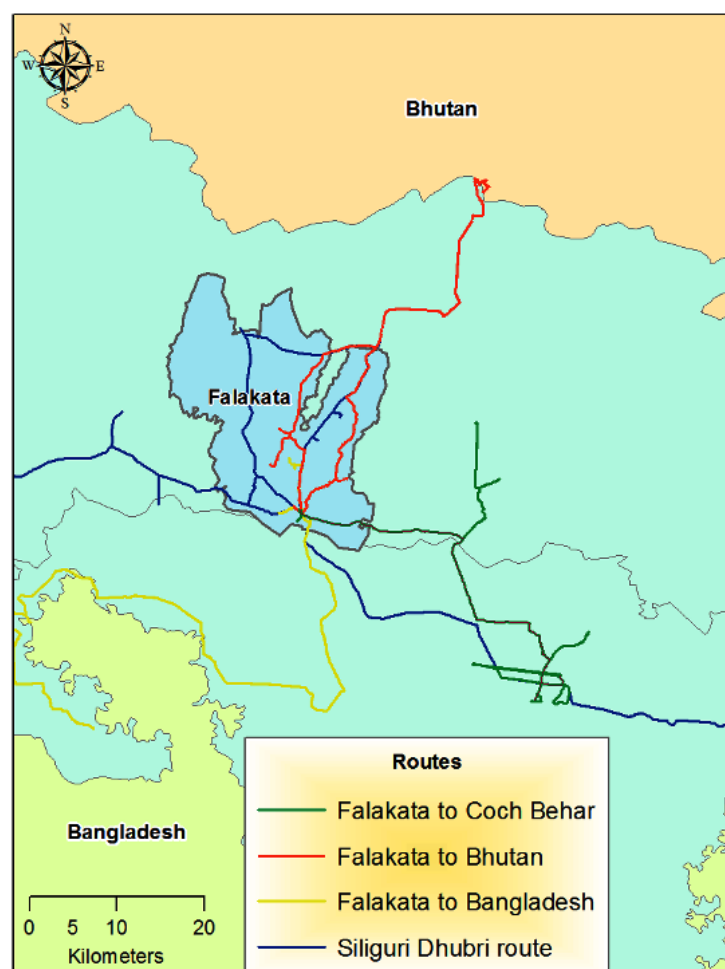 N
W E
S
Bhutan
Falakata
Routes
Falakata to Coch Behar
Falakata to Bhutan
Bangladesh
Falakata to Bangladesh
0 5 10 20
Siliguri Dhubri route
Kilometers